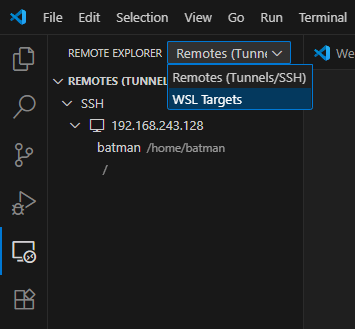 File Edit Selection View Go Run Terminal
REMOTE EXPLORER Remotes (Tunne We
REMOTES (TUNNEL Remotes (Tunnels/SSH)
SSH WSL Targets
192.168.243.128
batman /home/batman
/